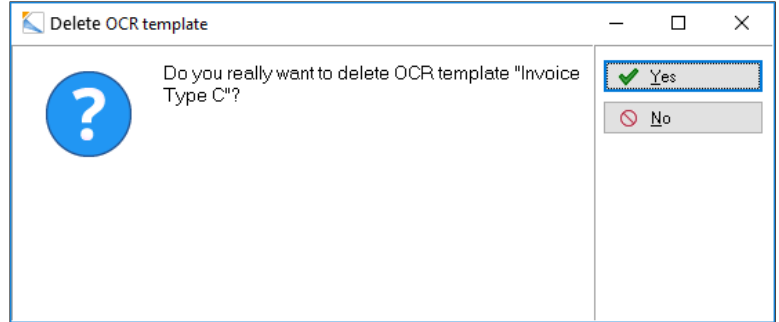 Delete OCR template
Do you really want to delete OCR template "Invoice
Type C"?
Yes
No